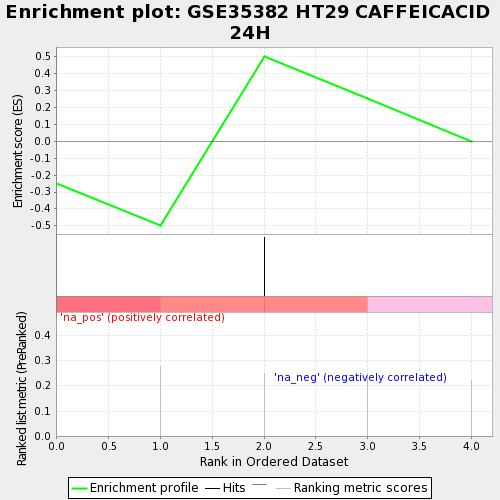 Enrichment plot: GSE35382 HT29 CAFFEICACID
24H
Enrichment score (ES)
0.5
0.4
0.3
0.2
0.1
0.0
-0.1
-0.2
-0.3
-0.4
-0.5
'na_pos' (positively correlated)
'na_neg' (negatively correlated)
Ranked list metric (PreRanked)
0.4
0.3
0.2
0.1
0.0
0.0 0.5 1.0 1.5 2.0 2.5 3.0 3.5 4.0
Rank in Ordered Dataset
Enrichment profile Hits Ranking metric scores